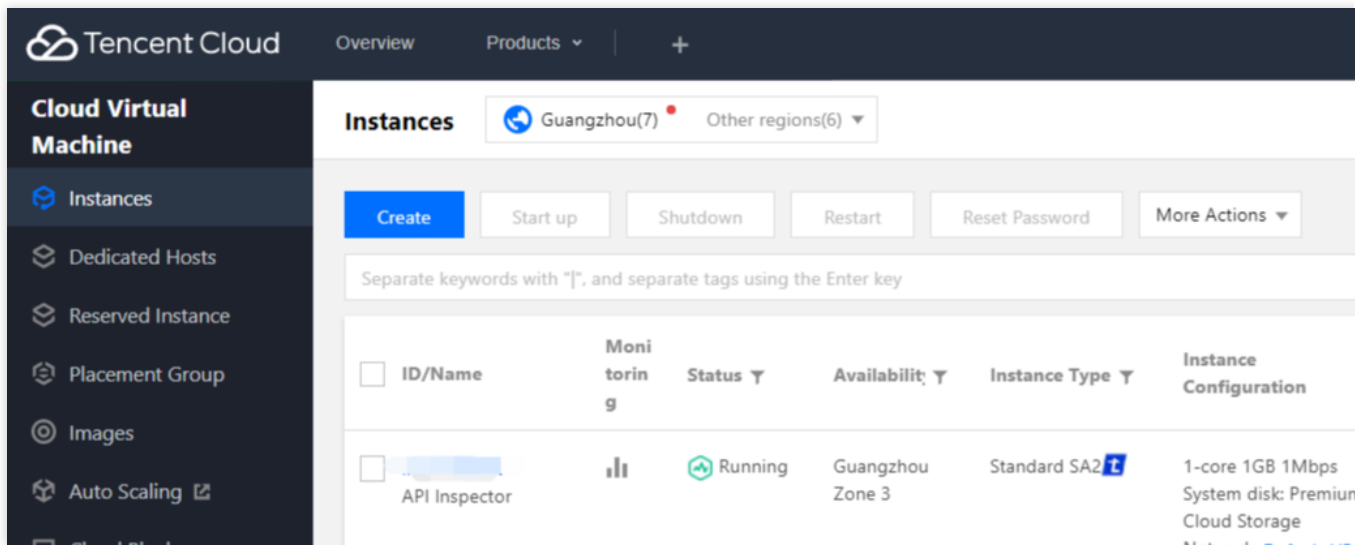 Tencent Cloud
Overview
Products
Cloud Virtual
Machine
Instances
Dedicated Hosts
Reserved Instance
Placement Group
Images
Auto Scaling
Instances
Guangzhou(7)
Other regions(6)
Create
Start up
Shutdown
Restart
Reset Password
More Actions
Separate keywords with "|", and separate tags using the Enter key
ID/Name
Moni
torin
g
Status
Availability
Instance Type
Instance
Configuration
API Inspector
Running
Guangzhou
Zone 3
Standard SA2
1-core 1GB 1Mbps
System disk: Premium
Cloud Storage